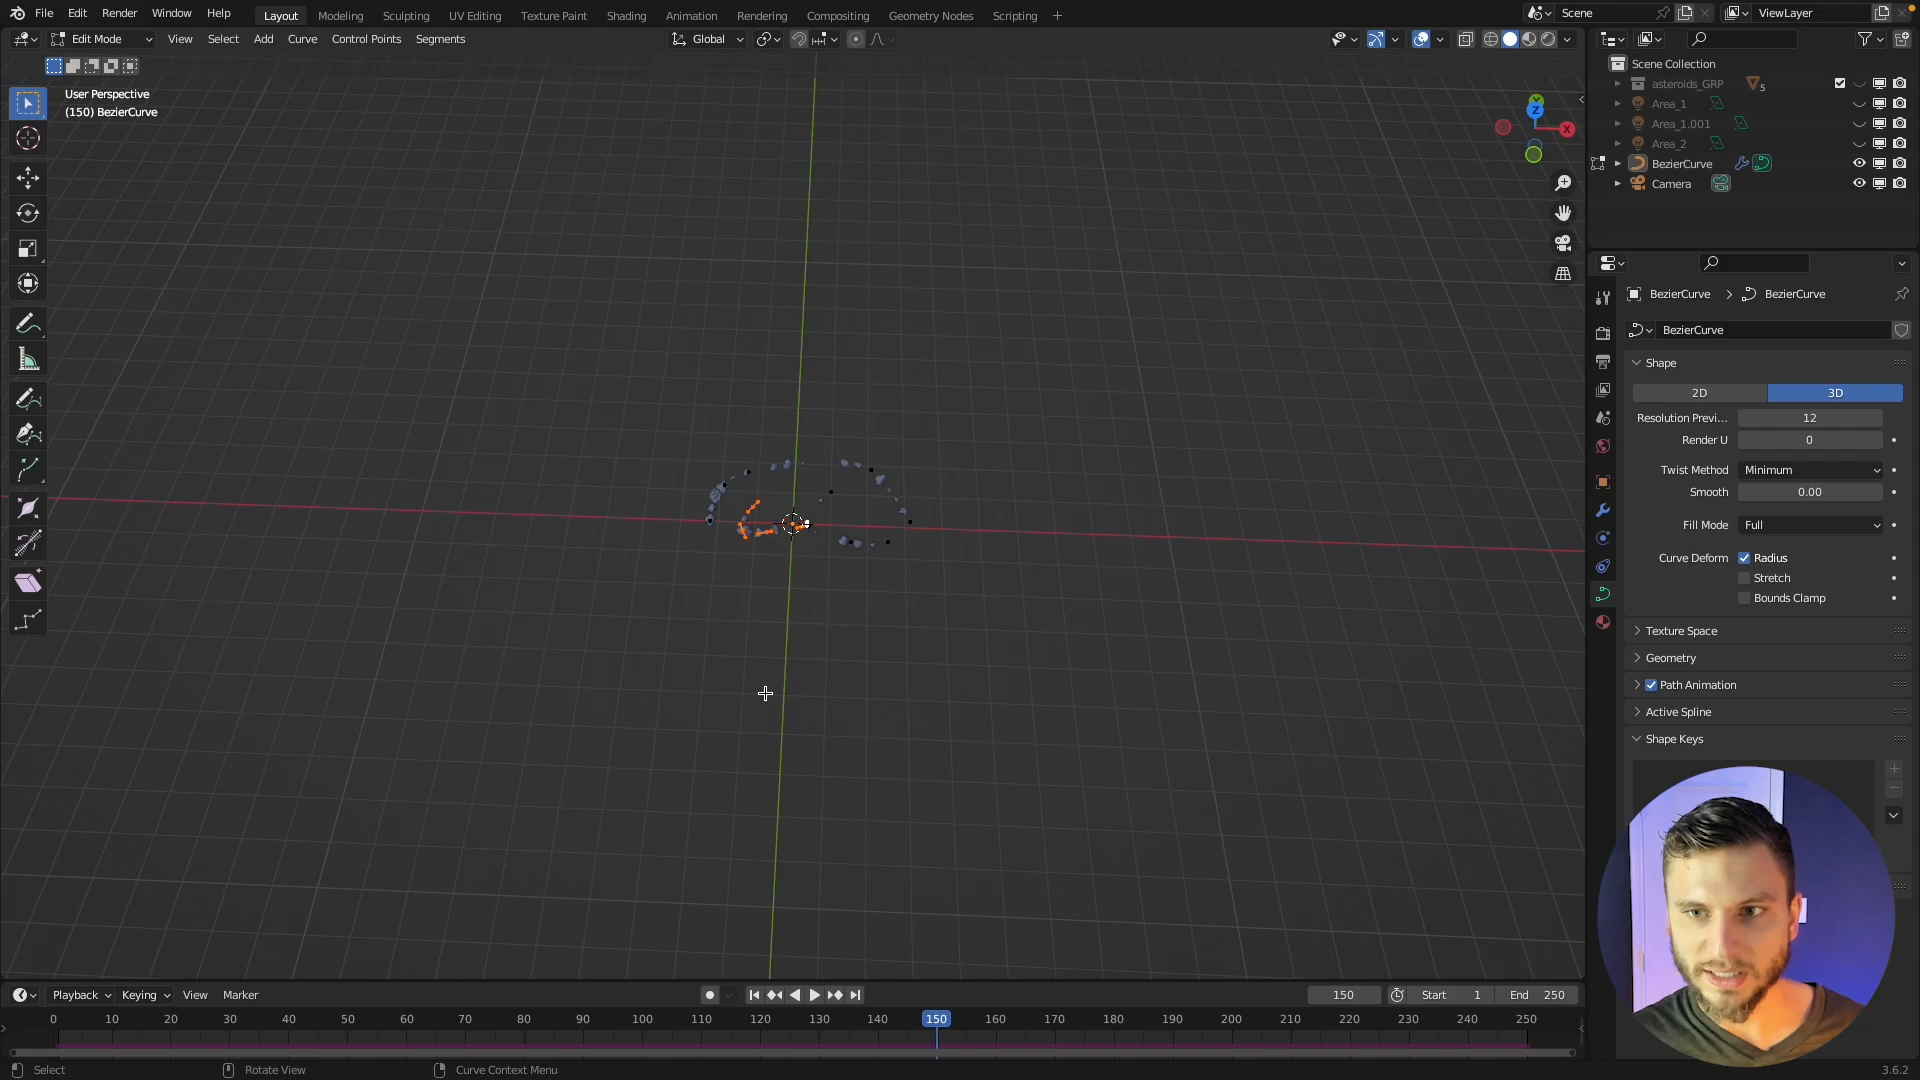 File Edit Render Window Help
Layout Modeling Sculpting UV Editing Texture Paint Shading Animation Rendering Compositing Geometry Nodes Scripting +
Scene
ViewLayer
Edit Mode View Select Add Curve Control Points Segments
Global
User Perspective
(150) BezierCurve
Z
X
Scene Collection
asteroids_GRP 5
Area_1
Area_1.001
Area_2
BezierCurve
Camera
BezierCurve > BezierCurve
BezierCurve
Shape
2D 3D
Resolution Previ... 12
Render U 0
Twist Method Minimum
Smooth 0.00
Fill Mode Full
Curve Deform Radius
Stretch
Bounds Clamp
Texture Space
Geometry
Path Animation
Active Spline
Shape Keys
Playback Keying View Marker
150 Start 1 End 250
0 10 20 30 40 50 60 70 80 90 100 110 120 130 140 150 160 170 180 190 200 210 220 230 240 250
Select Rotate View Curve Context Menu 3.6.2